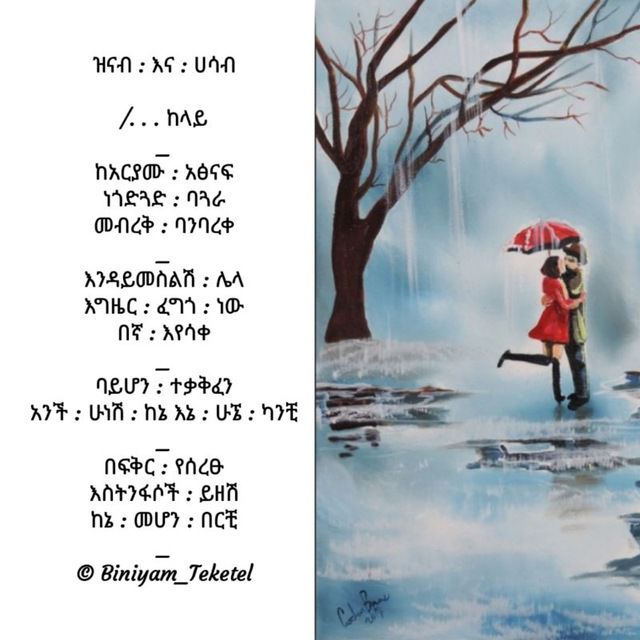 ዝናብ : እና : ሀሳብ
/. . . ከላይ
_
ከአርያሙ : አፅናፍ
ነጎድጓድ : ባጓራ
መብረቅ : ባንባረቀ
_
እንዳይመስልሽ : ሌላ
እግዜር : ፈግጎ : ነው
በኛ : እየሳቀ
_
ባይሆን : ተቃቅፈን
አንች : ሁነሽ : ከኔ እኔ : ሁኜ : ካንቺ
_
በፍቅር : የሰረፁ
እስትንፋሶች : ይዘሽ
ከኔ : መሆን : በርቺ
_
© Biniyam_Teketel